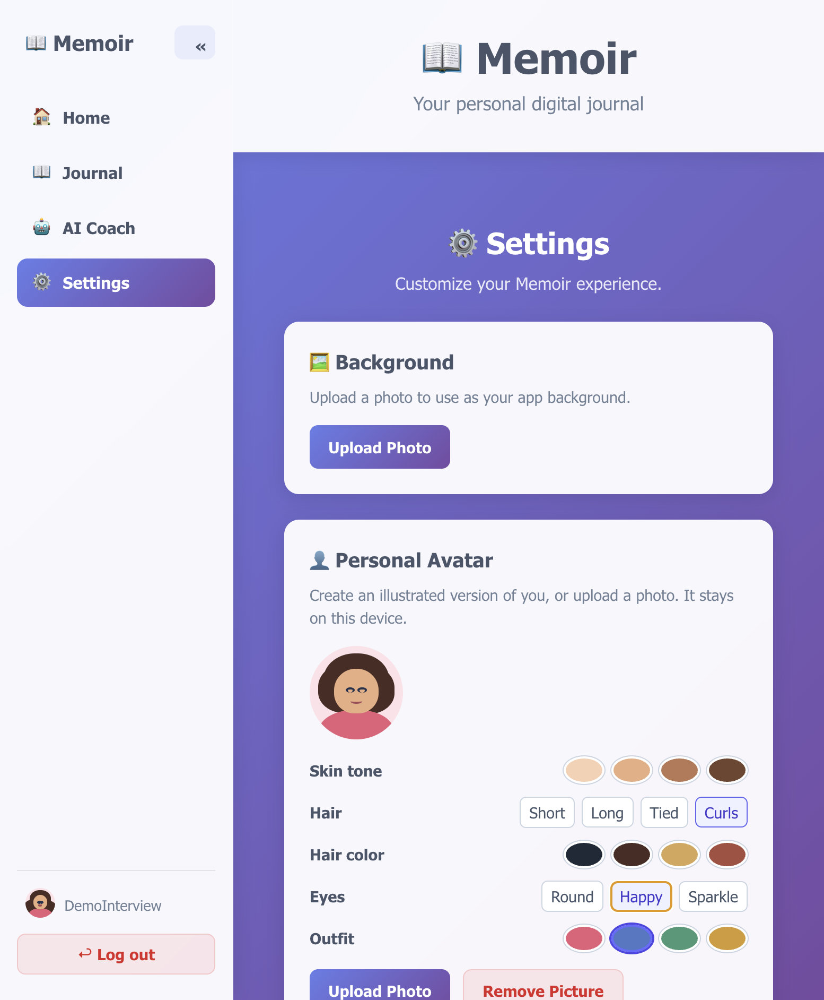 Memoir
«
Home
Journal
AI Coach
Settings
DemoInterview
Log out
Memoir
Your personal digital journal
Settings
Customize your Memoir experience.
Background
Upload a photo to use as your app background.
Upload Photo
Personal Avatar
Create an illustrated version of you, or upload a photo. It stays
on this device.
Skin tone
Hair
Short
Long
Tied
Curls
Hair color
Eyes
Round
Happy
Sparkle
Outfit
Upload Photo
Remove Picture